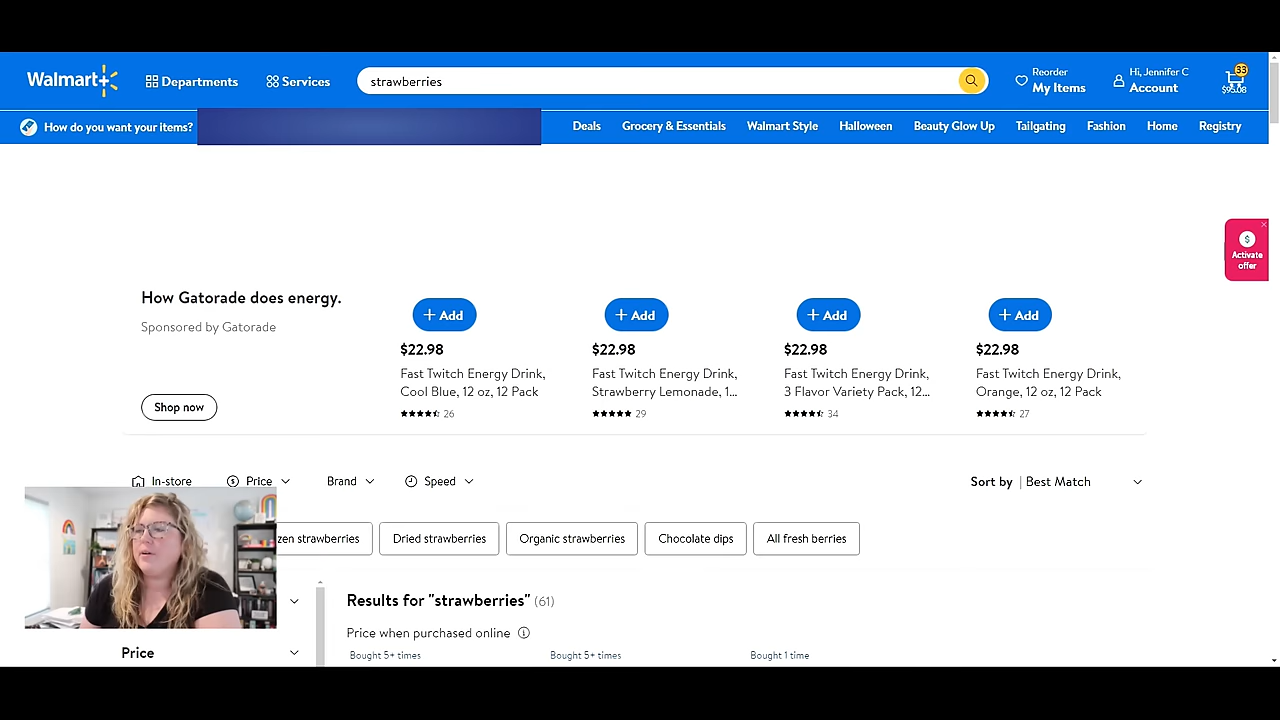 Walmart+
Departments
Services
strawberries
Reorder
My Items
Hi, Jennifer C
Account
33
$95.08
How do you want your items?
Deals
Grocery & Essentials
Walmart Style
Halloween
Beauty Glow Up
Tailgating
Fashion
Home
Registry
Activate
offer
How Gatorade does energy.
Sponsored by Gatorade
Shop now
+ Add
$22.98
Fast Twitch Energy Drink,
Cool Blue, 12 oz, 12 Pack
26
+ Add
$22.98
Fast Twitch Energy Drink,
Strawberry Lemonade, 1...
29
+ Add
$22.98
Fast Twitch Energy Drink,
3 Flavor Variety Pack, 12...
34
+ Add
$22.98
Fast Twitch Energy Drink,
Orange, 12 oz, 12 Pack
27
In-store
Price
Brand
Speed
Sort by | Best Match
zen strawberries
Dried strawberries
Organic strawberries
Chocolate dips
All fresh berries
Results for "strawberries" (61)
Price when purchased online
Price
Bought 5+ times
Bought 5+ times
Bought 1 time